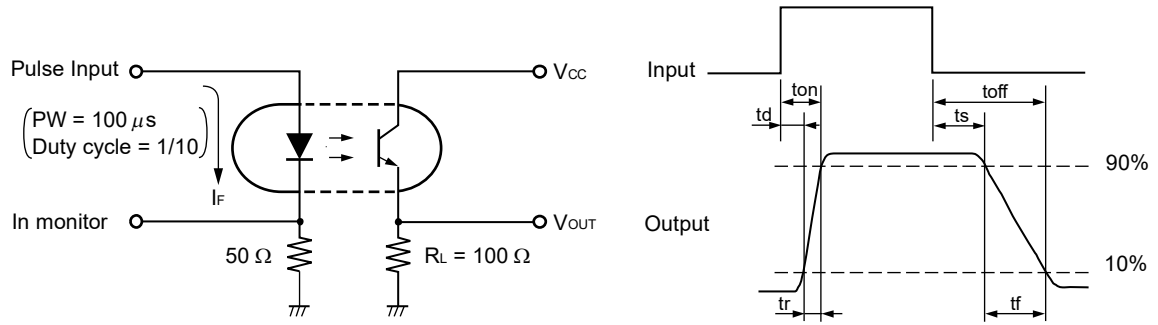 Pulse Input
PW = 100 μs
Duty cycle = 1/10
IF
In monitor
50 Ω
VCC
VOUT
RL = 100 Ω
Input
ton
toff
td
ts
90%
Output
10%
tr
tf